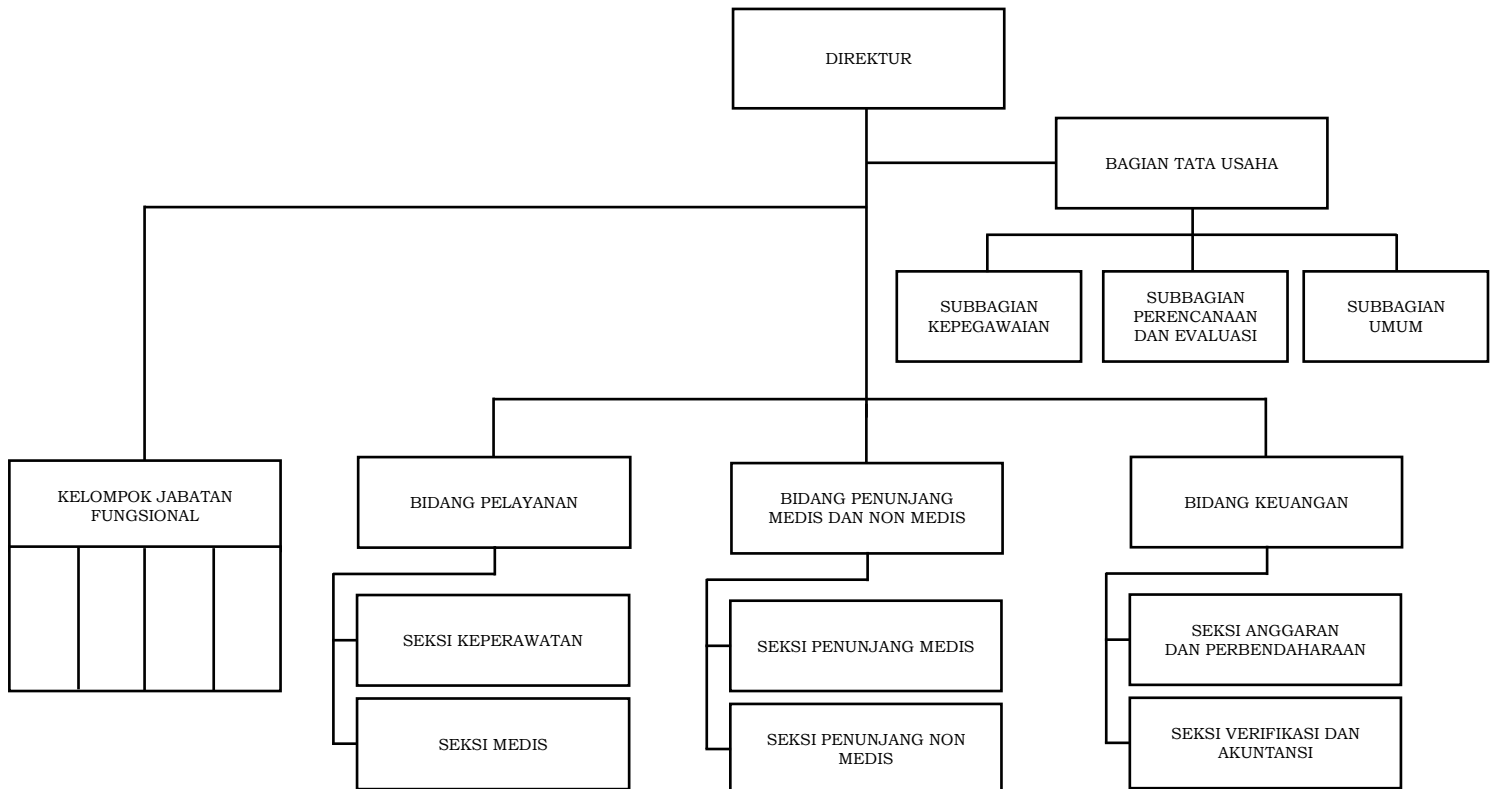 DIREKTUR
BAGIAN TATA USAHA
SUBBAGIAN
KEPEGAWAIAN
SUBBAGIAN
PERENCANAAN
DAN EVALUASI
SUBBAGIAN
UMUM
KELOMPOK JABATAN
FUNGSIONAL
BIDANG PELAYANAN
BIDANG PENUNJANG
MEDIS DAN NON MEDIS
BIDANG KEUANGAN
SEKSI KEPERAWATAN
SEKSI PENUNJANG MEDIS
SEKSI ANGGARAN
DAN PERBENDAHARAAN
SEKSI MEDIS
SEKSI PENUNJANG NON
MEDIS
SEKSI VERIFIKASI DAN
AKUNTANSI